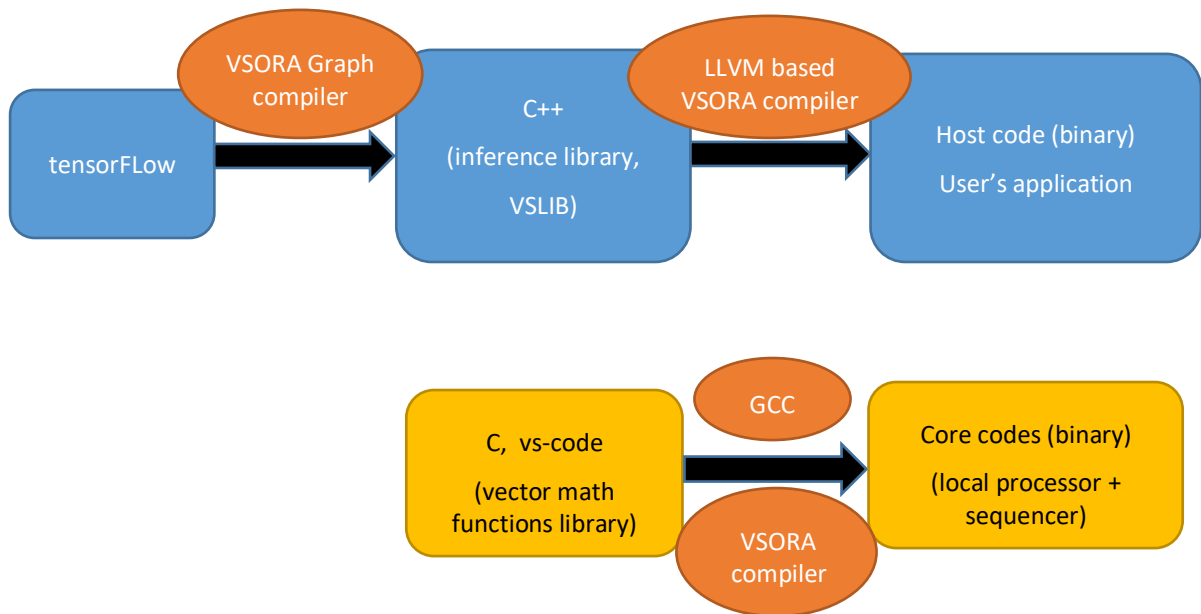 VSORA Graph
compiler
LLVM based
VSORA compiler
tensorFLow
C++
(inference library,
VSLIB)
Host code (binary)
User’s application
GCC
C,  vs-code
(vector math
functions library)
Core codes (binary)
(local processor +
sequencer)
VSORA
compiler